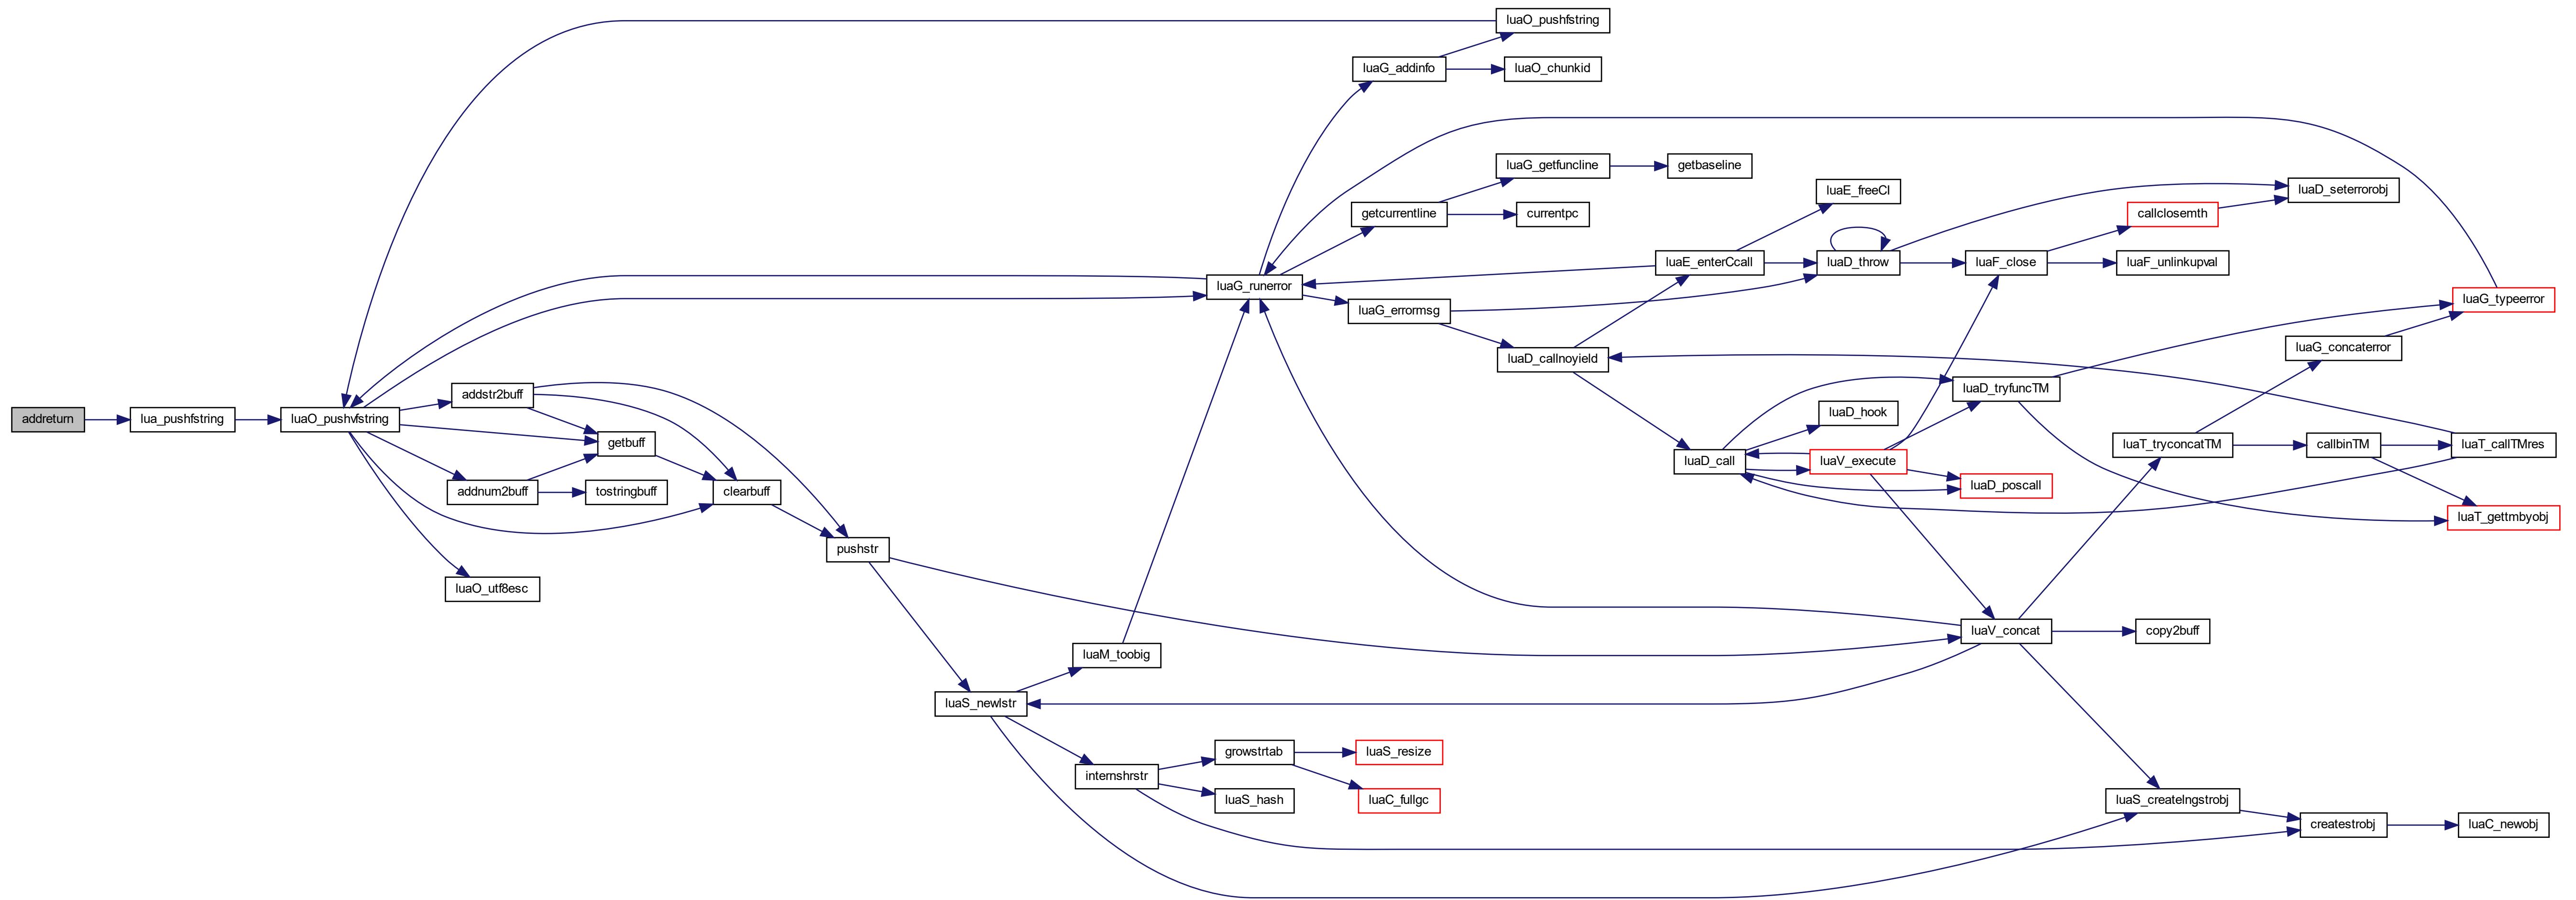 luaO_pushfstring
luaG_addinfo
luaO_chunkid
luaG_getfuncline
getbaseline
luaE_freeCI
luaD_seterrorobj
getcurrentline
currentpc
callclosemth
luaE_enterCcall
luaD_throw
luaF_close
luaF_unlinkupval
luaG_runerror
luaG_errormsg
luaG_typeerror
luaD_callnoyield
luaG_concaterror
addstr2buff
luaD_tryfuncTM
luaD_hook
addreturn
lua_pushfstring
luaO_pushvfstring
getbuff
luaT_tryconcatTM
callbinTM
luaT_callTMres
luaD_call
luaV_execute
luaD_poscall
addnum2buff
tostringbuff
clearbuff
luaT_gettmbyobj
pushstr
luaO_utf8esc
luaV_concat
copy2buff
luaM_toobig
luaS_newlstr
growstrtab
luaS_resize
internshrstr
luaS_hash
luaC_fullgc
luaS_createlngstrobj
createstrobj
luaC_newobj